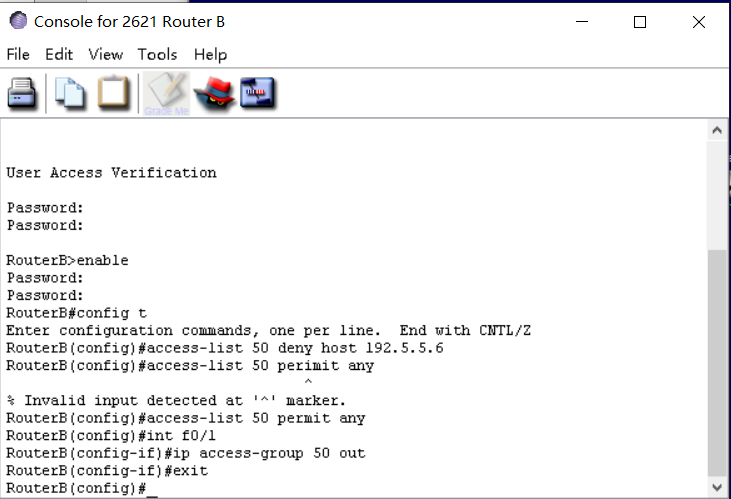 Console for 2621 Router B
File Edit View Tools Help
Grade Me
User Access Verification
Password:
Password:
RouterB>enable
Password:
Password:
RouterB#config t
Enter configuration commands, one per line.  End with CNTL/Z
RouterB(config)#access-list 50 deny host 192.5.5.6
RouterB(config)#access-list 50 perimit any
^
% Invalid input detected at '^' marker.
RouterB(config)#access-list 50 permit any
RouterB(config)#int f0/1
RouterB(config-if)#ip access-group 50 out
RouterB(config-if)#exit
RouterB(config)#_